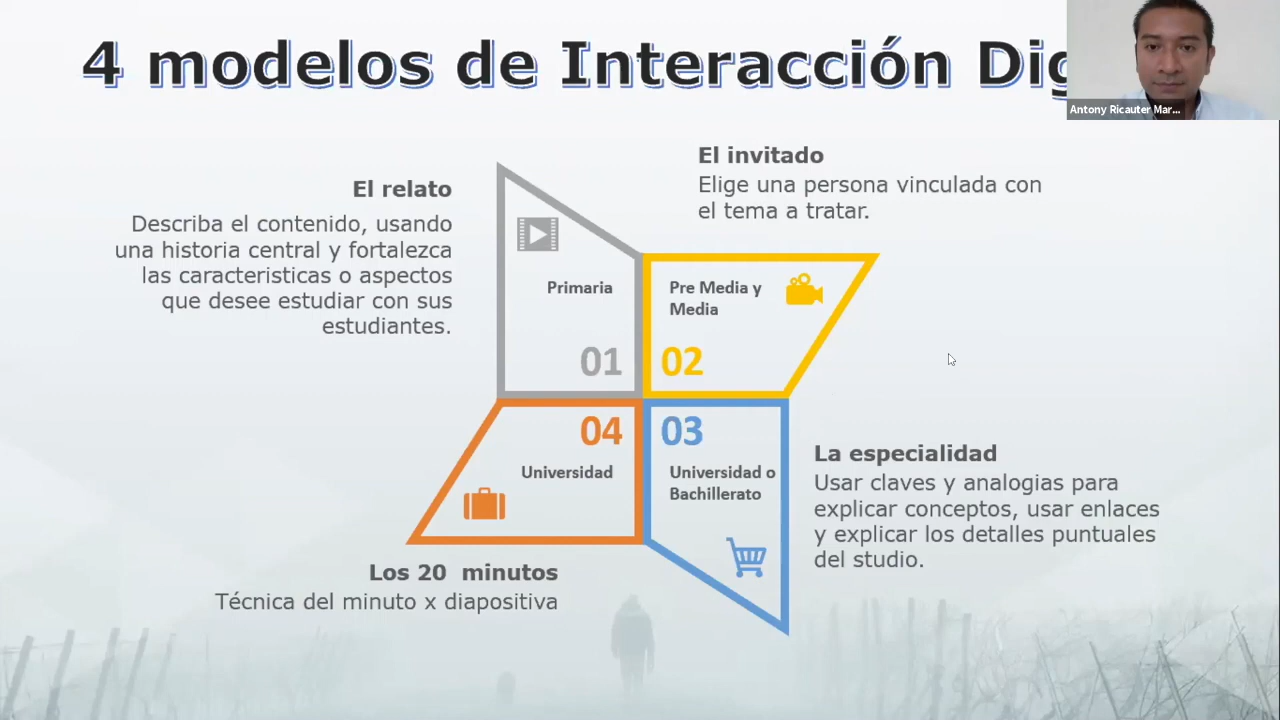 4 modelos de Interacción
Antony Ricauter Mar...
El relato
Describa el contenido, usando
una historia central y fortalezca
las caracteristicas o aspectos
que desee estudiar con sus
estudiantes.
El invitado
Elige una persona vinculada con
el tema a tratar.
Primaria
01
Pre Media y
Media
02
04
Universidad
03
Universidad o
Bachillerato
La especialidad
Usar claves y analogias para
explicar conceptos, usar enlaces
y explicar los detalles puntuales
del studio.
Los 20 minutos
Técnica del minuto x diapositiva